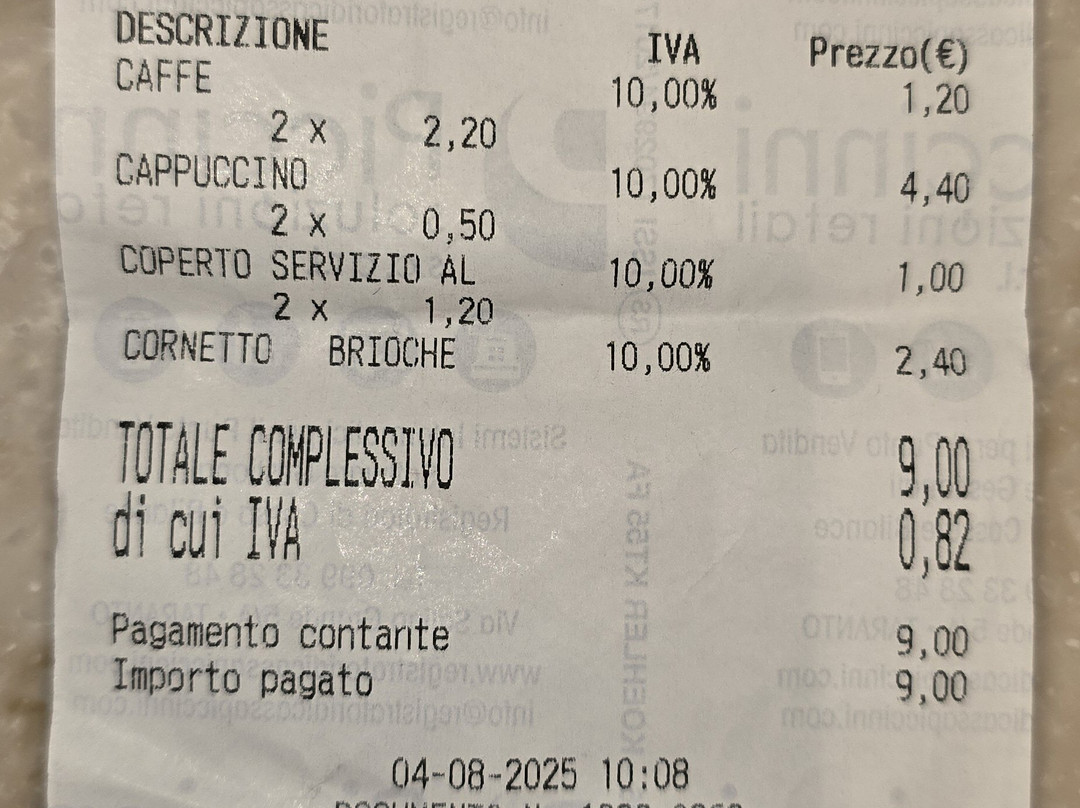 DESCRIZIONE IVA Prezzo(€)
CAFFE 10,00% 1,20
2 x 2,20
CAPPUCCINO 10,00% 4,40
2 x 0,50
COPERTO SERVIZIO AL 10,00% 1,00
2 x 1,20
CORNETTO BRIOCHE 10,00% 2,40
TOTALE COMPLESSIVO 9,00
di cui IVA 0,82
Pagamento contante 9,00
Importo pagato 9,00
04-08-2025 10:08